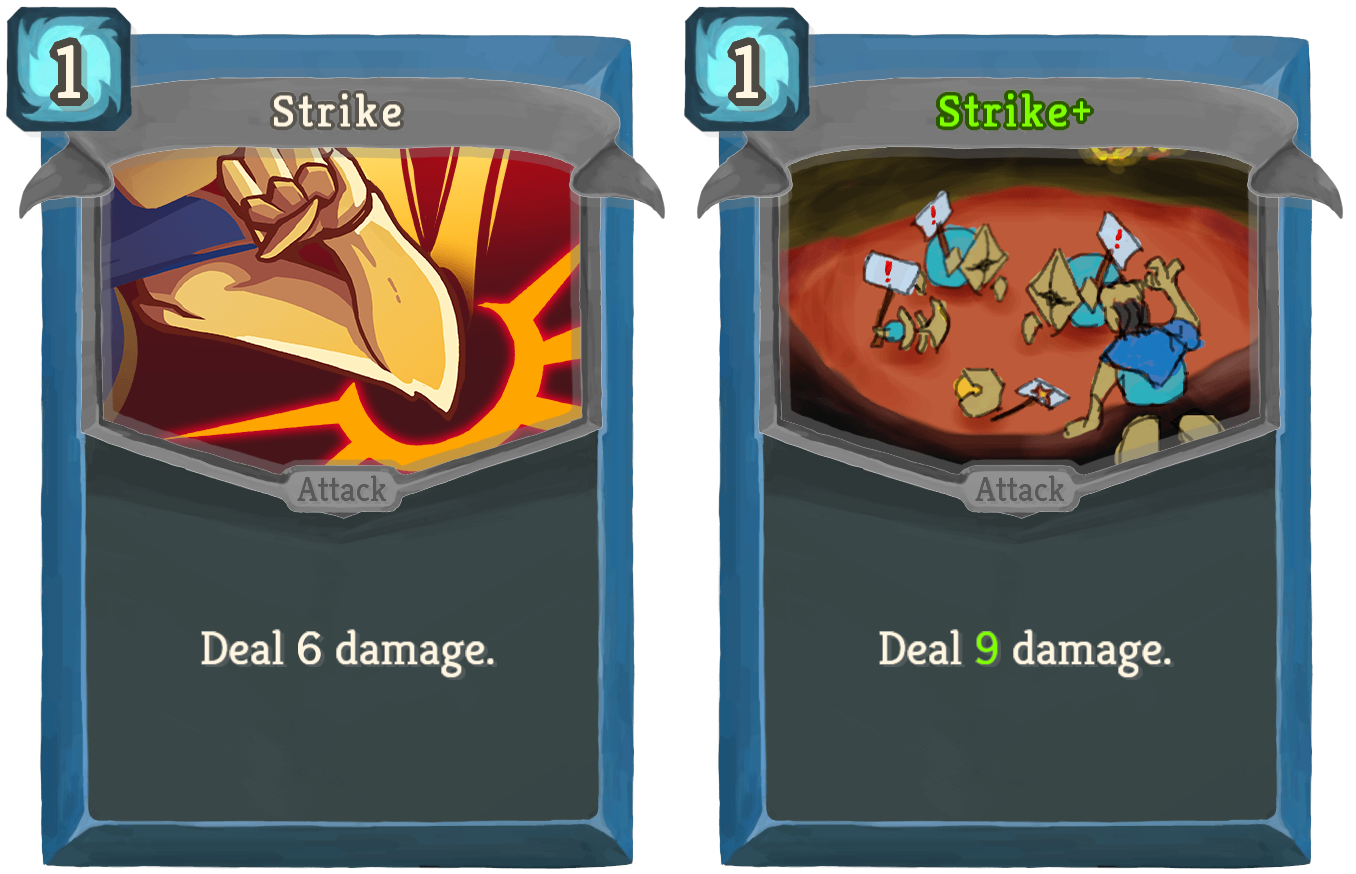 1
Strike
Attack
Deal 6 damage.
1
Strike+
!
!
!
Attack
Deal 9 damage.